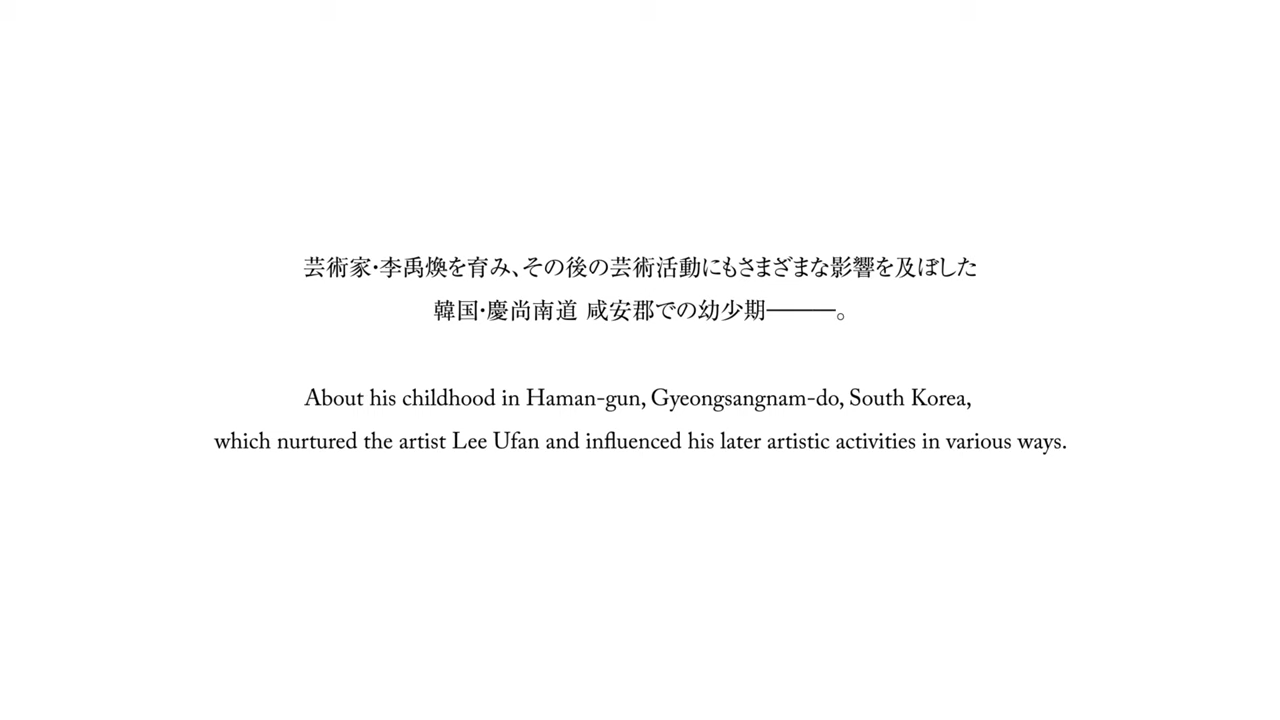 芸術家・李禹煥を育み、その後の芸術活動にもさまざまな影響を及ぼした
韓国・慶尚南道 咸安郡での幼少期———。
About his childhood in Haman-gun, Gyeongsangnam-do, South Korea,
which nurtured the artist Lee Ufan and influenced his later artistic activities in various ways.